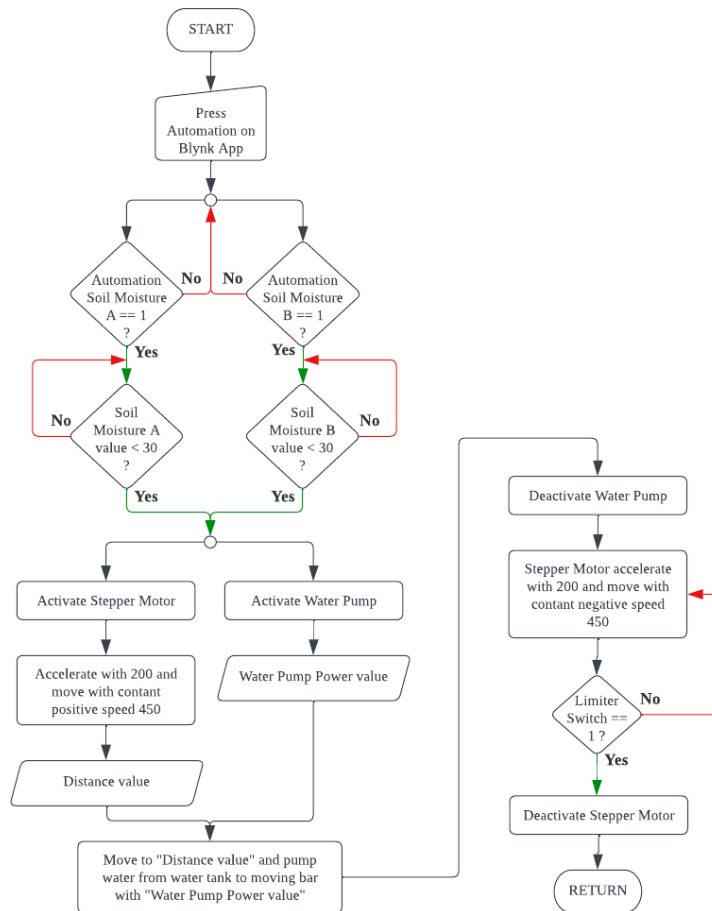 START
Press
Automation on
Blynk App
Automation
Soil Moisture
A == 1
?
No
No
Automation
Soil Moisture
B == 1
?
Yes
Yes
No
Soil
Moisture A
value < 30
?
Soil
Moisture B
value < 30
?
No
Yes
Yes
Activate Stepper Motor
Activate Water Pump
Accelerate with 200 and
move with contant
positive speed 450
Water Pump Power value
Distance value
Move to "Distance value" and pump
water from water tank to moving bar
with "Water Pump Power value"
Deactivate Water Pump
Stepper Motor accelerate
with 200 and move with
contant negative speed
450
Limiter
Switch ==
1 ?
No
Yes
Deactivate Stepper Motor
RETURN